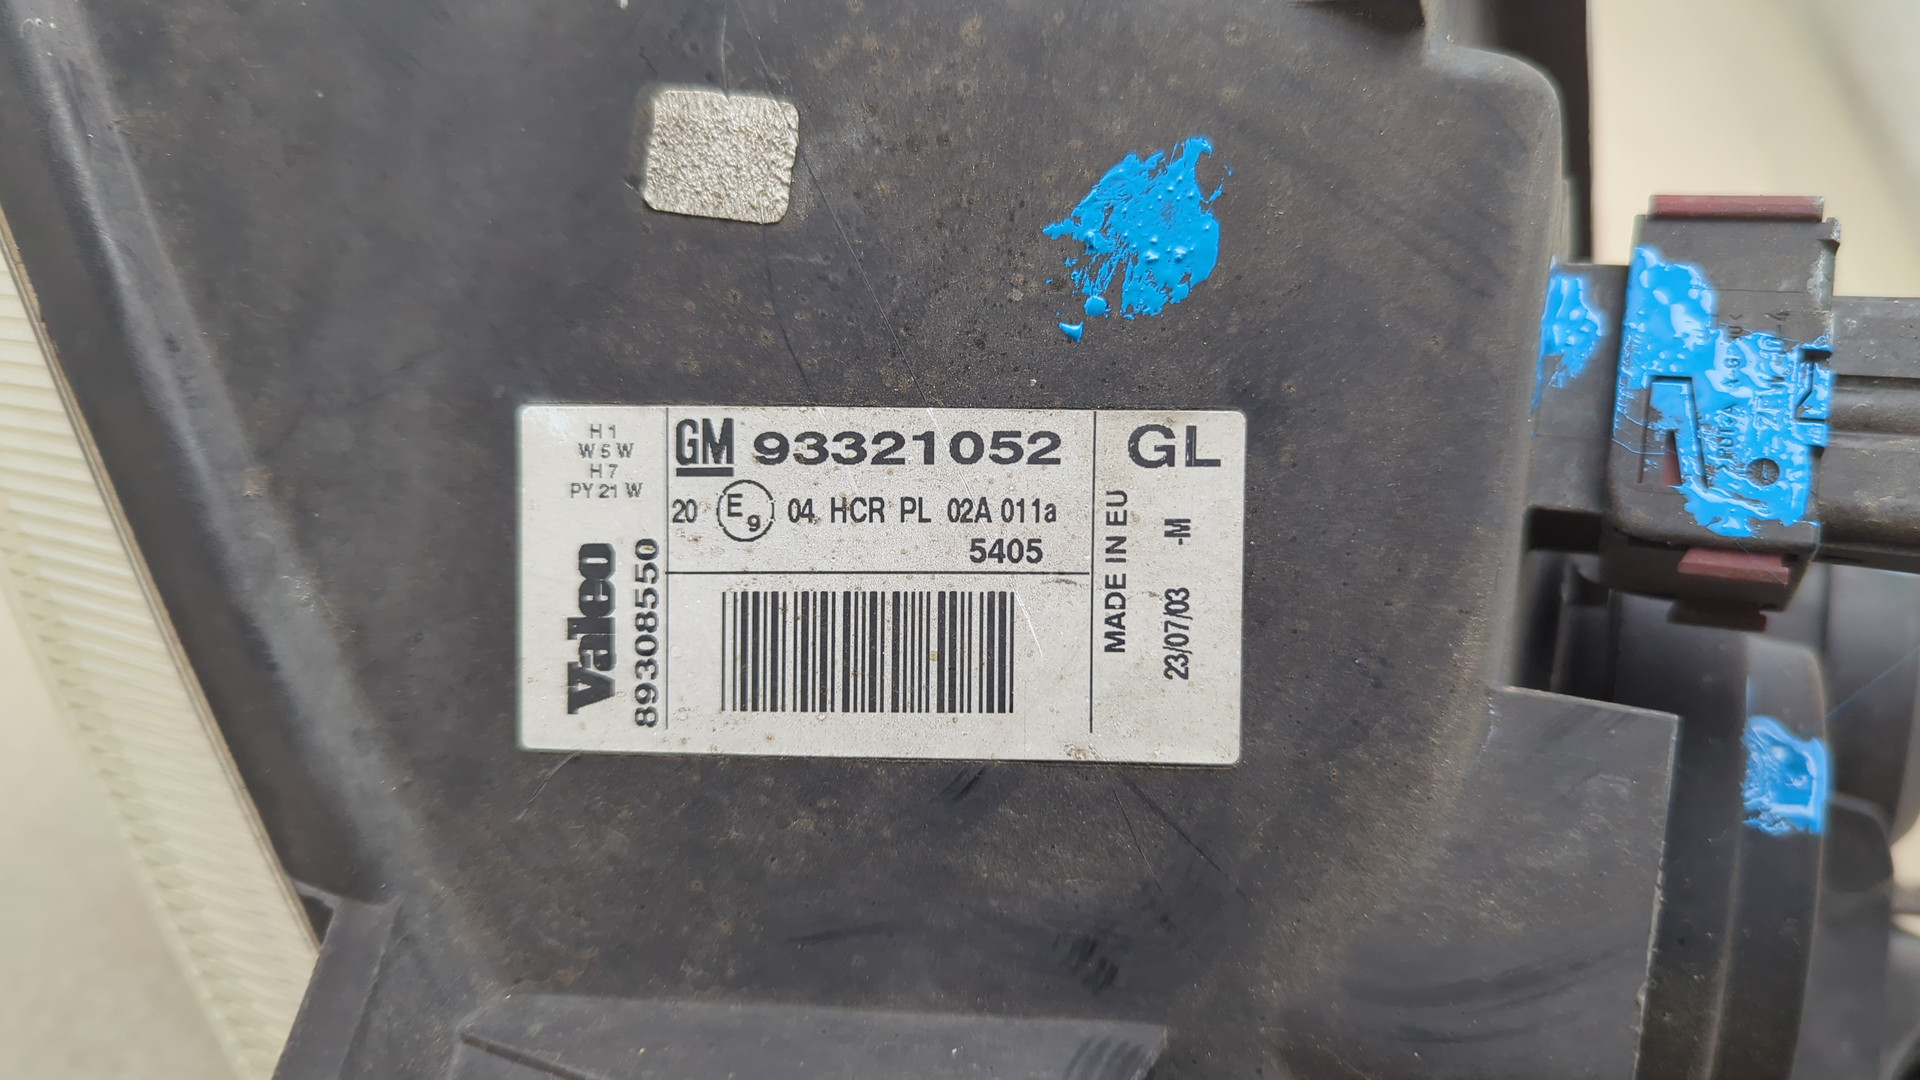 H1
W5W
H7
PY21W
Valeo
893085550
GM 93321052
20 E9 04 HCR PL 02A 011a
5405
GL
MADE IN EU
23/07/03 -M